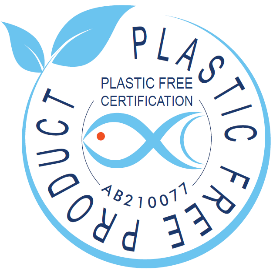 PLASTIC FREE PRODUCT
PLASTIC FREE
CERTIFICATION
AB210077